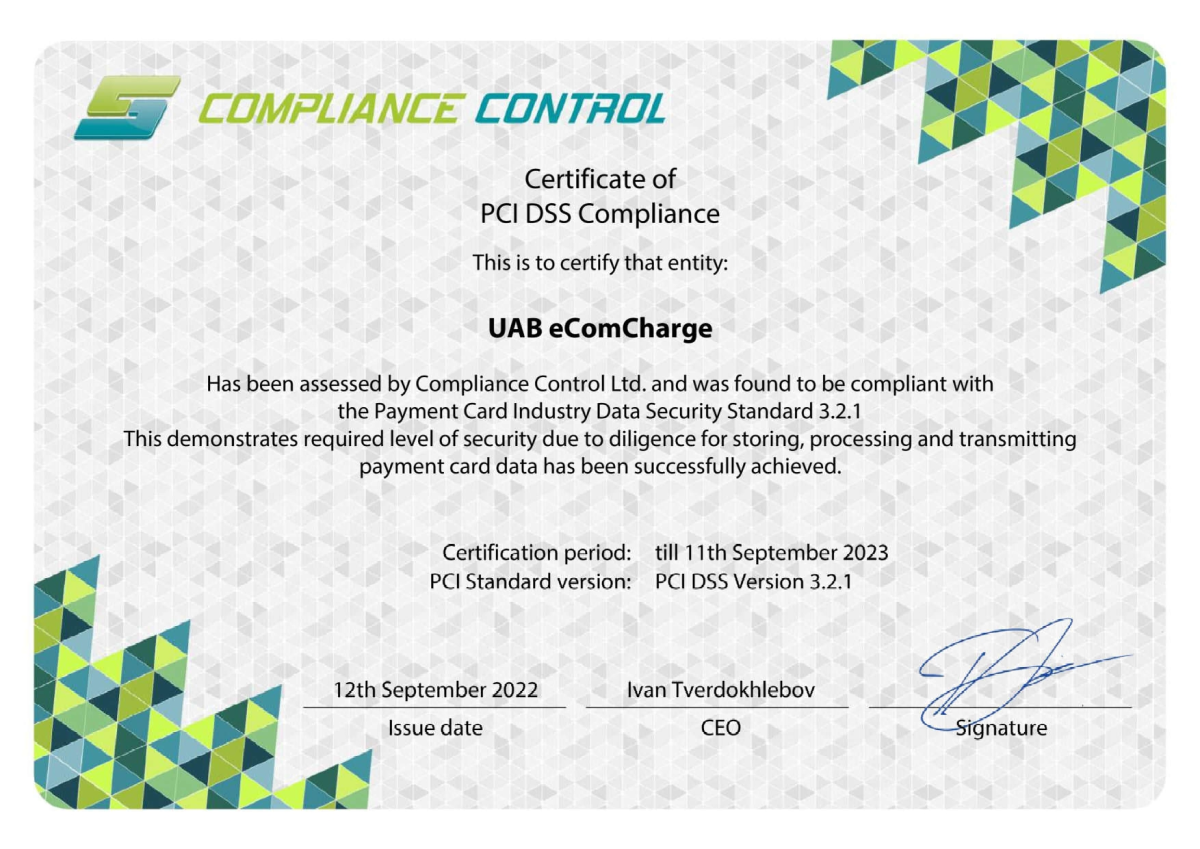 COMPLIANCE CONTROL
Certificate of
PCI DSS Compliance
This is to certify that entity:
UAB eComCharge
Has been assessed by Compliance Control Ltd. and was found to be compliant with
the Payment Card Industry Data Security Standard 3.2.1
This demonstrates required level of security due to diligence for storing, processing and transmitting
payment card data has been successfully achieved.
Certification period: till 11th September 2023
PCI Standard version: PCI DSS Version 3.2.1
12th September 2022 Ivan Tverdokhlebov
Issue date CEO Signature